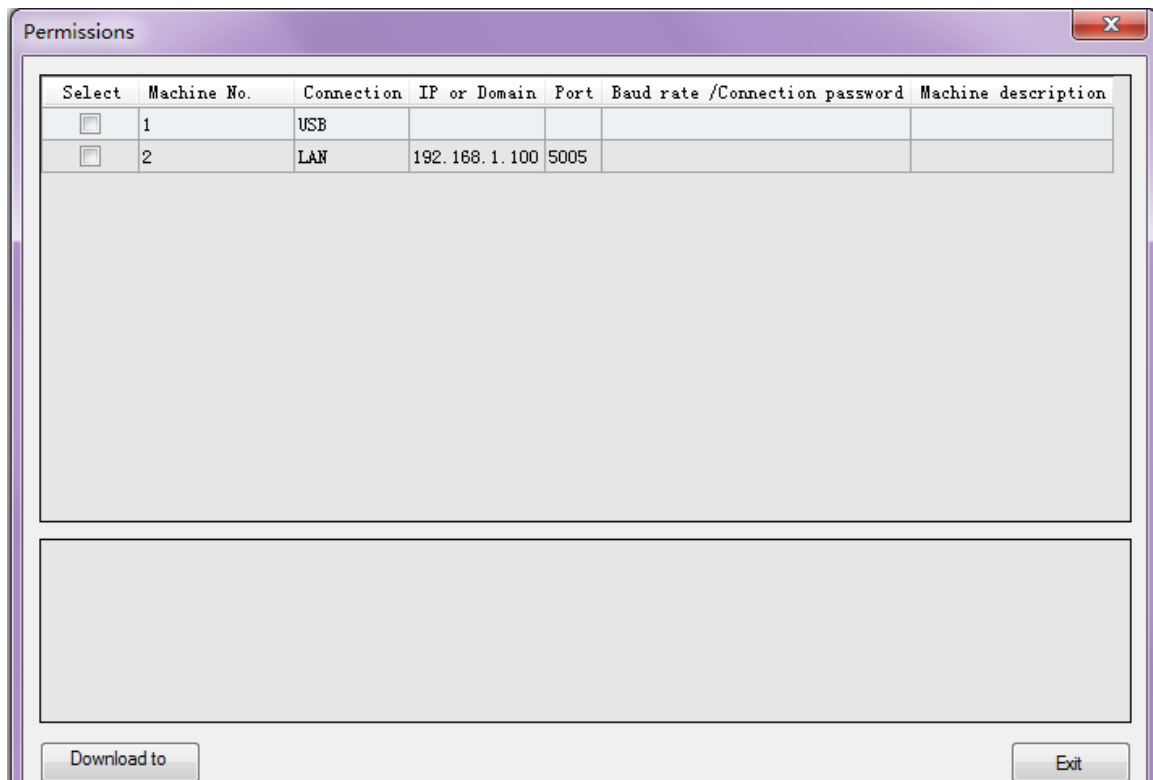 Permissions
X
Select Machine No. Connection IP or Domain Port Baud rate /Connection password Machine description
1 USB
2 LAN 192.168.1.100 5005
Download to Exit